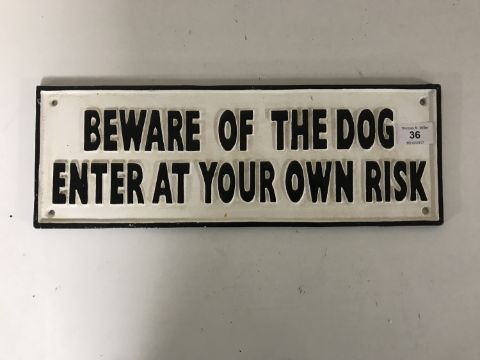 BEWARE OF THE DOG
ENTER AT YOUR OWN RISK
36